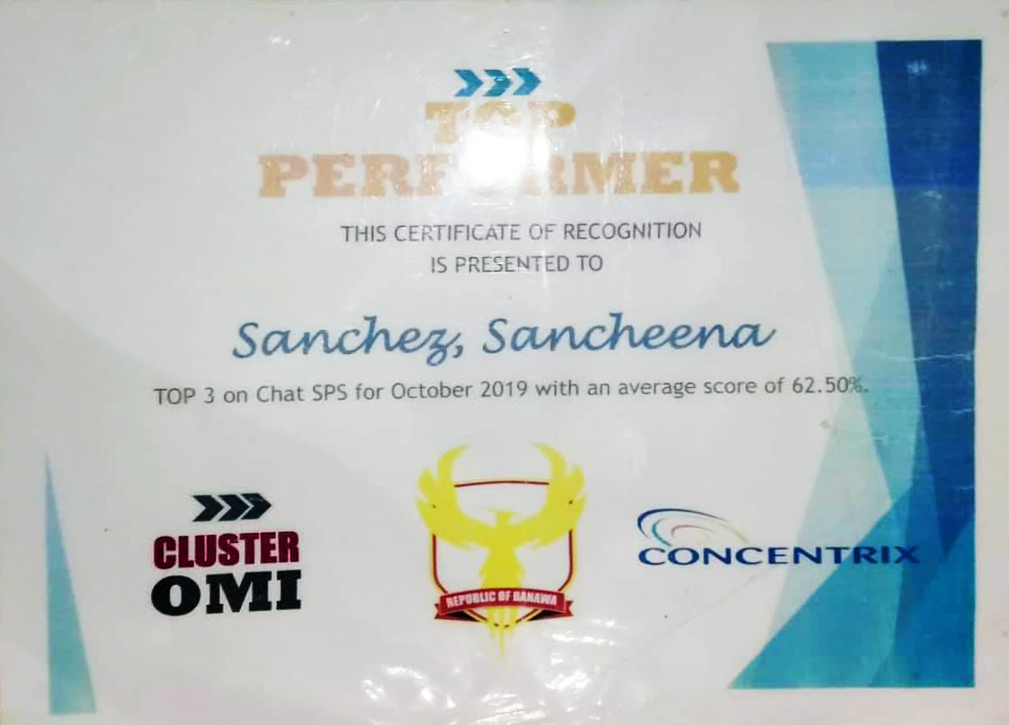 TOP
PERFORMER
THIS CERTIFICATE OF RECOGNITION
IS PRESENTED TO
Sanchez, Sancheena
TOP 3 on Chat SPS for October 2019 with an average score of 62.50%.
CLUSTER
OMI
REPUBLIC OF BANAWA
CONCENTRIX